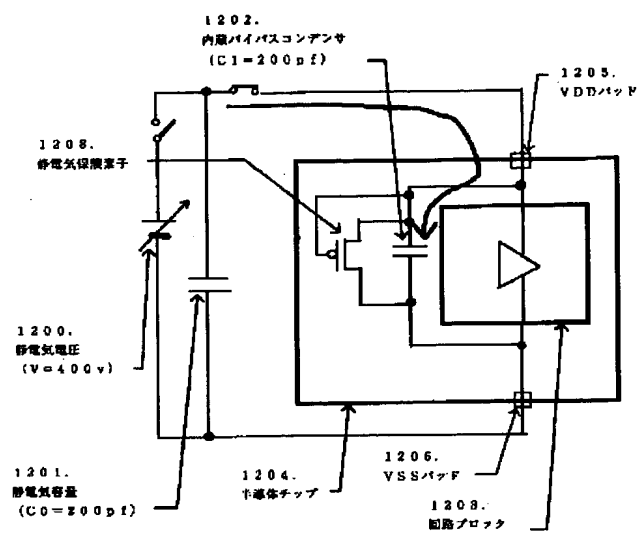 1202.
内蔵バイパスコンデンサ
(C1=200pf)
1205.
VDDパッド
1208.
静電気保護素子
1200.
静電気電圧
(V=400v)
1201.
静電気容量
(C0=200pf)
1204.
半導体チップ
1206.
VSSパッド
1203.
回路ブロック